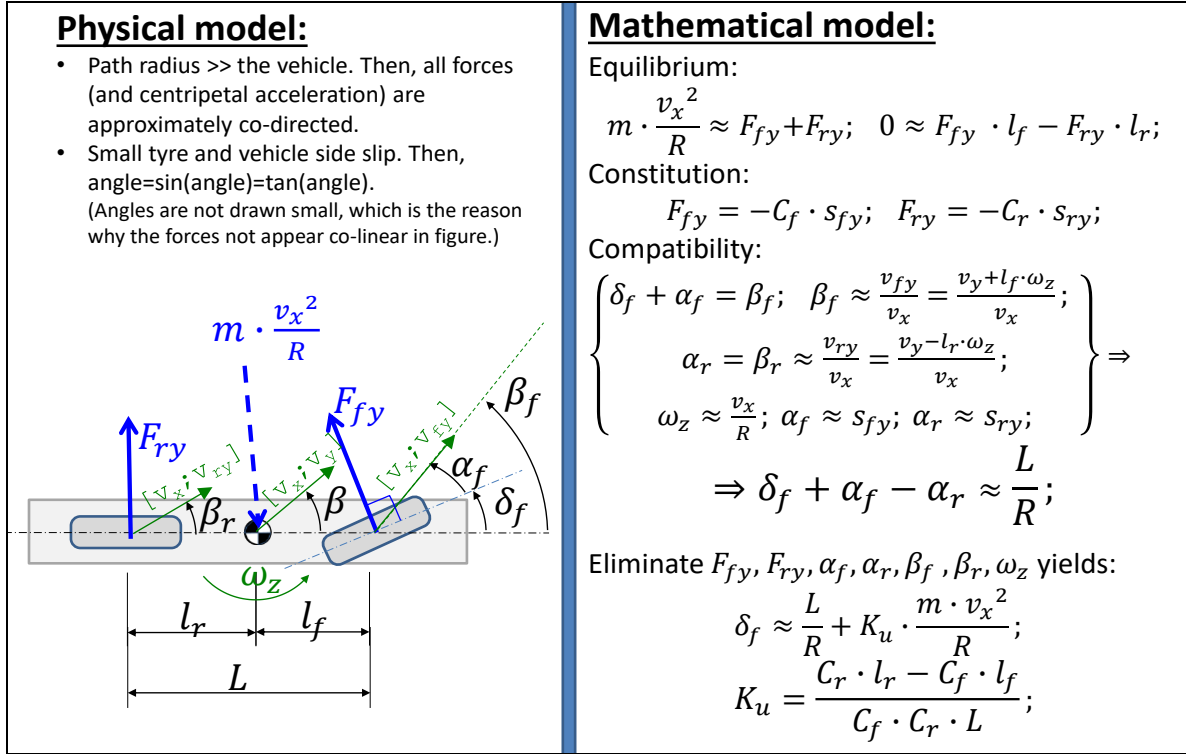 Physical model:
• Path radius >> the vehicle. Then, all forces
(and centripetal acceleration) are
approximately co-directed.
• Small tyre and vehicle side slip. Then,
angle=sin(angle)=tan(angle).
(Angles are not drawn small, which is the reason
why the forces not appear co-linear in figure.)
m · v_x²/R
F_ry
F_fy
[v_x; v_ry]
[v_x; v_y]
[v_x; v_fy]
β_r
β
β_f
α_f
δ_f
ω_z
l_r
l_f
L
Mathematical model:
Equilibrium:
m · v_x²/R ≈ F_fy+F_ry; 0 ≈ F_fy · l_f − F_ry · l_r;
Constitution:
F_fy = −C_f · s_fy; F_ry = −C_r · s_ry;
Compatibility:
{δ_f + α_f = β_f; β_f ≈ v_fy/v_x = (v_y+l_f·ω_z)/v_x;
α_r = β_r ≈ v_ry/v_x = (v_y−l_r·ω_z)/v_x;
ω_z ≈ v_x/R; α_f ≈ s_fy; α_r ≈ s_ry;} ⇒
⇒ δ_f + α_f − α_r ≈ L/R;
Eliminate F_fy, F_ry, α_f, α_r, β_f , β_r, ω_z yields:
δ_f ≈ L/R + K_u · (m · v_x²)/R;
K_u = (C_r · l_r − C_f · l_f)/(C_f · C_r · L);